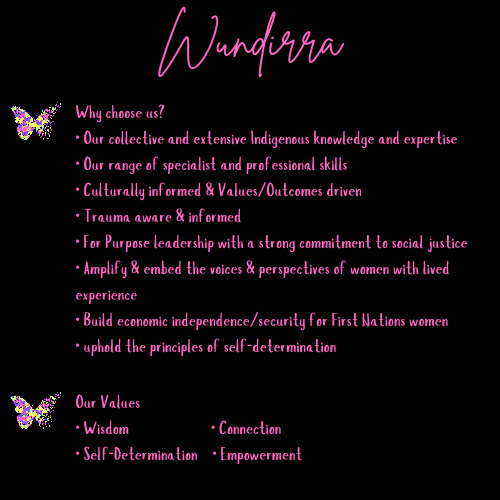 Wundirra
Why choose us?
• Our collective and extensive Indigenous knowledge and expertise
• Our range of specialist and professional skills
• Culturally informed & Values/Outcomes driven
• Trauma aware & informed
• For Purpose leadership with a strong commitment to social justice
• Amplify & embed the voices & perspectives of women with lived
experience
• Build economic independence/security for First Nations women
• uphold the principles of self-determination
Our Values
• Wisdom • Connection
• Self-Determination • Empowerment